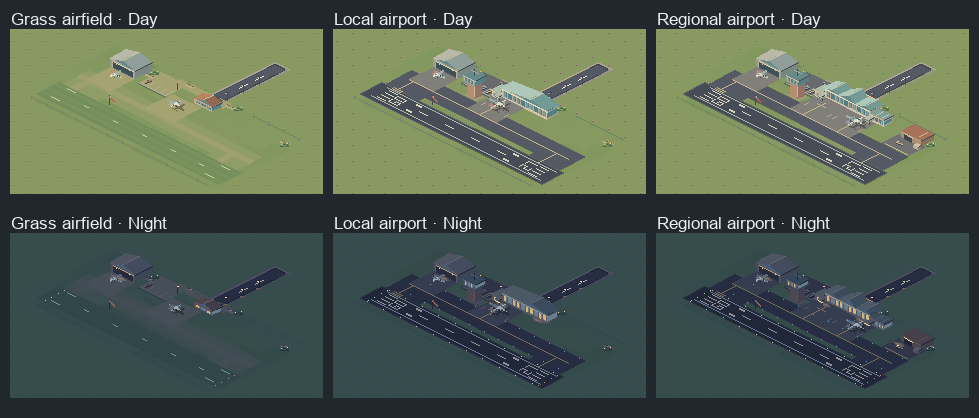 Grass airfield · Day
Local airport · Day
Regional airport · Day
Grass airfield · Night
Local airport · Night
Regional airport · Night